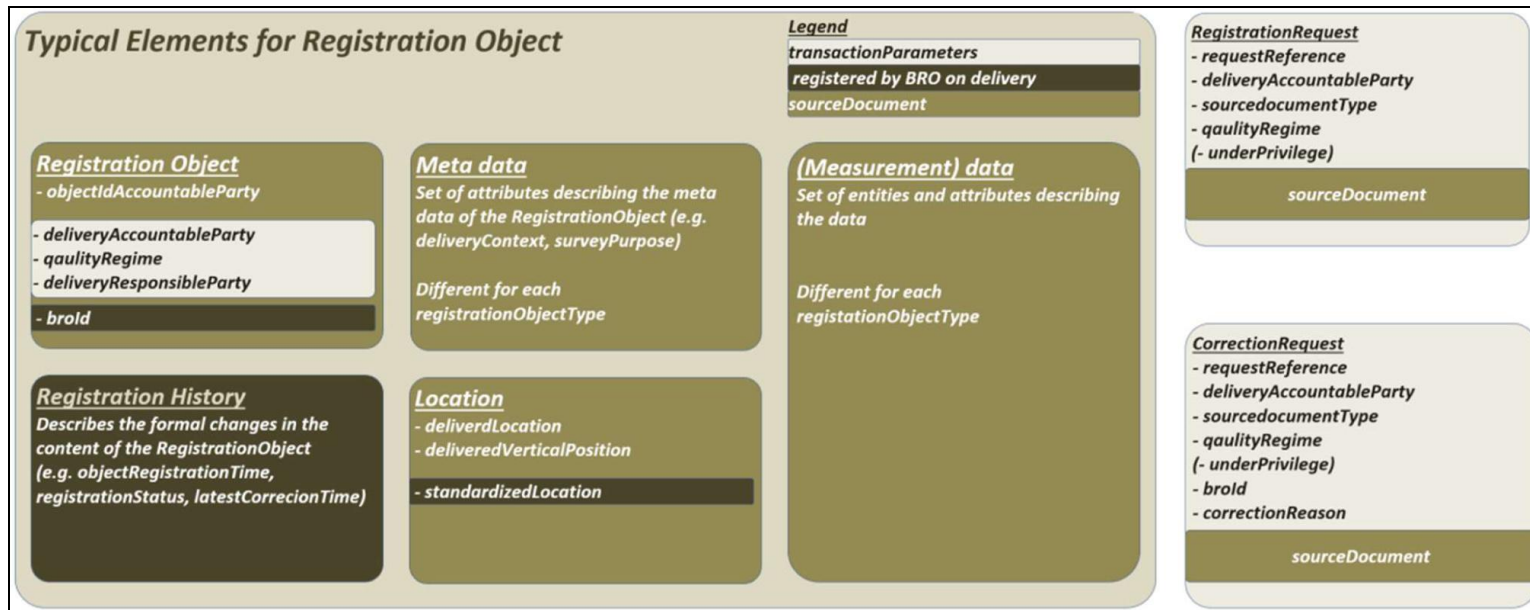 Typical Elements for Registration Object
Legend
transactionParameters
registered by BRO on delivery
sourceDocument
Registration Object
- objectIdAccountableParty
- deliveryAccountableParty
- qaulityRegime
- deliveryResponsibleParty
- broId
Meta data
Set of attributes describing the meta
data of the RegistrationObject (e.g.
deliveryContext, surveyPurpose)
Different for each
registrationObjectType
(Measurement) data
Set of entities and attributes describing
the data
Different for each
registationObjectType
Registration History
Describes the formal changes in the
content of the RegistrationObject
(e.g. objectRegistrationTime,
registrationStatus, latestCorrecionTime)
Location
- deliverdLocation
- deliveredVerticalPosition
- standardizedLocation
RegistrationRequest
- requestReference
- deliveryAccountableParty
- sourcedocumentType
- qaulityRegime
(- underPrivilege)
sourceDocument
CorrectionRequest
- requestReference
- deliveryAccountableParty
- sourcedocumentType
- qaulityRegime
(- underPrivilege)
- broId
- correctionReason
sourceDocument